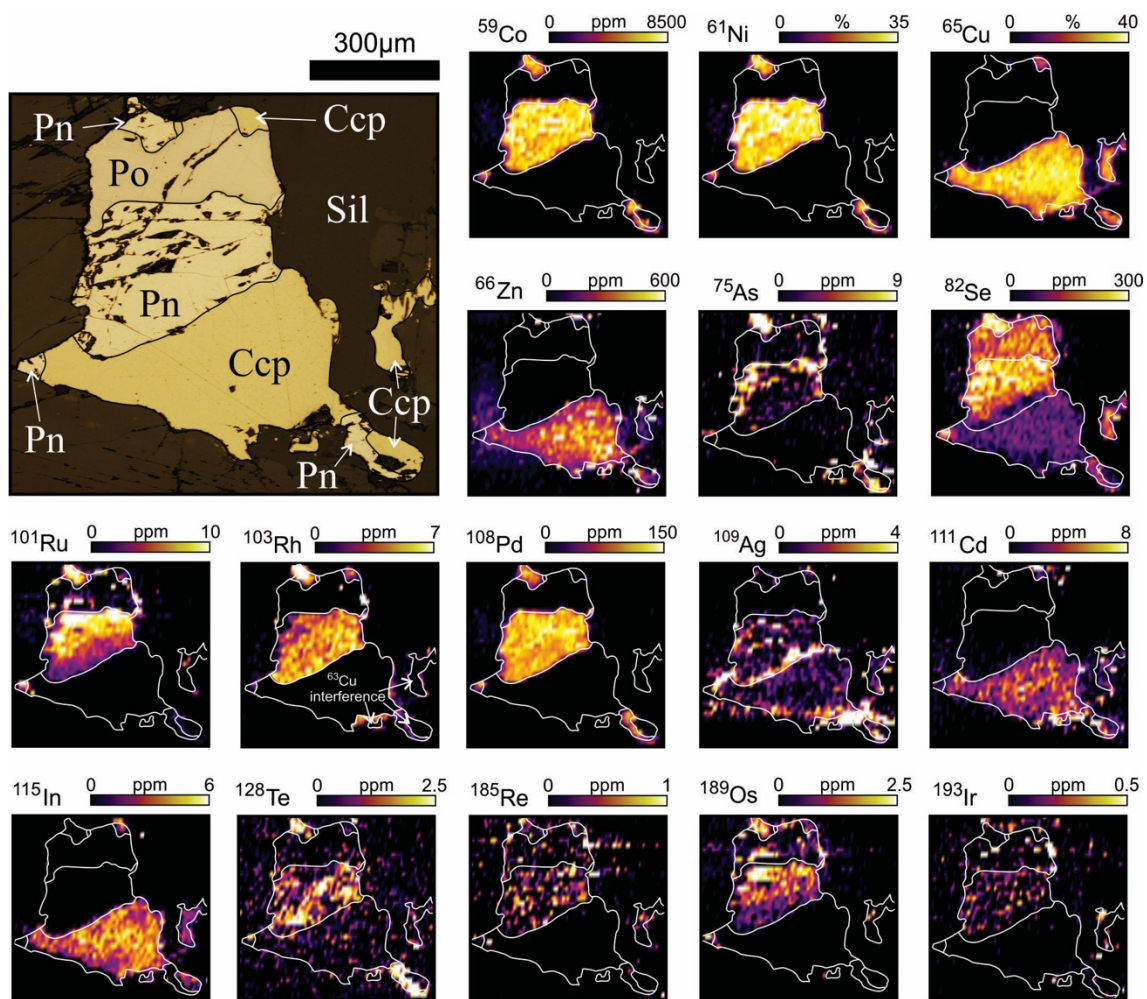 300µm
Pn
Ccp
Po
Sil
Pn
Ccp
Pn
Ccp
Pn
⁵⁹Co 0 ppm 8500
⁶¹Ni 0 % 35
⁶⁵Cu 0 % 40
⁶⁶Zn 0 ppm 600
⁷⁵As 0 ppm 9
⁸²Se 0 ppm 300
¹⁰¹Ru 0 ppm 10
¹⁰³Rh 0 ppm 7
⁶³Cu
interference
¹⁰⁸Pd 0 ppm 150
¹⁰⁹Ag 0 ppm 4
¹¹¹Cd 0 ppm 8
¹¹⁵In 0 ppm 6
¹²⁸Te 0 ppm 2.5
¹⁸⁵Re 0 ppm 1
¹⁸⁹Os 0 ppm 2.5
¹⁹³Ir 0 ppm 0.5